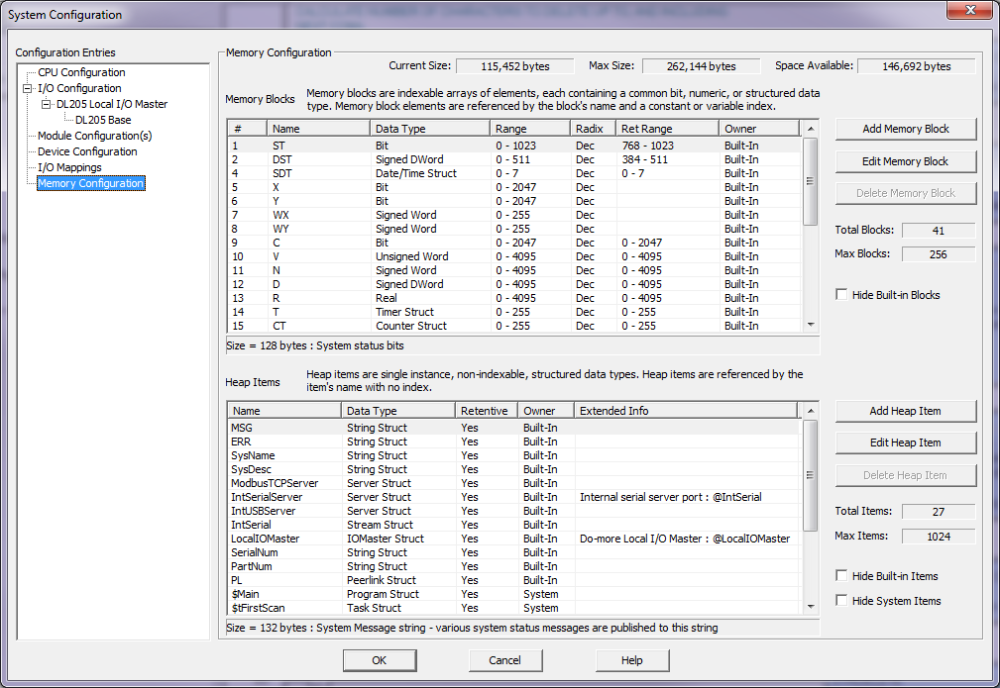 System Configuration
Configuration Entries
CPU Configuration
I/O Configuration
DL205 Local I/O Master
DL205 Base
Module Configuration(s)
Device Configuration
I/O Mappings
Memory Configuration
Memory Configuration
Current Size: 115,452 bytes Max Size: 262,144 bytes Space Available: 146,692 bytes
Memory Blocks
Memory blocks are indexable arrays of elements, each containing a common bit, numeric, or structured data
type. Memory block elements are referenced by the block's name and a constant or variable index.
# Name Data Type Range Radix Ret Range Owner
1 ST Bit 0 - 1023 Dec 768 - 1023 Built-In
2 DST Signed DWord 0 - 511 Dec 384 - 511 Built-In
4 SDT Date/Time Struct 0 - 7 Dec 0 - 7 Built-In
5 X Bit 0 - 2047 Dec Built-In
6 Y Bit 0 - 2047 Dec Built-In
7 WX Signed Word 0 - 255 Dec Built-In
8 WY Signed Word 0 - 255 Dec Built-In
9 C Bit 0 - 2047 Dec 0 - 2047 Built-In
10 V Unsigned Word 0 - 4095 Dec 0 - 4095 Built-In
11 N Signed Word 0 - 4095 Dec 0 - 4095 Built-In
12 D Signed DWord 0 - 4095 Dec 0 - 4095 Built-In
13 R Real 0 - 4095 Dec 0 - 4095 Built-In
14 T Timer Struct 0 - 255 Dec 0 - 255 Built-In
15 CT Counter Struct 0 - 255 Dec 0 - 255 Built-In
Size = 128 bytes : System status bits
Add Memory Block
Edit Memory Block
Delete Memory Block
Total Blocks: 41
Max Blocks: 256
Hide Built-in Blocks
Heap Items
Heap items are single instance, non-indexable, structured data types. Heap items are referenced by the
item's name with no index.
Name Data Type Retentive Owner Extended Info
MSG String Struct Yes Built-In
ERR String Struct Yes Built-In
SysName String Struct Yes Built-In
SysDesc String Struct Yes Built-In
ModbusTCPServer Server Struct Yes Built-In
IntSerialServer Server Struct Yes Built-In Internal serial server port : @IntSerial
IntUSBServer Server Struct Yes Built-In
IntSerial Stream Struct Yes Built-In
LocalIOMaster IOMaster Struct Yes Built-In Do-more Local I/O Master : @LocalIOMaster
SerialNum String Struct Yes Built-In
PartNum String Struct Yes Built-In
PL Peerlink Struct Yes Built-In
$Main Program Struct Yes System
$tFirstScan Task Struct Yes System
Size = 132 bytes : System Message string - various system status messages are published to this string
Add Heap Item
Edit Heap Item
Delete Heap Item
Total Items: 27
Max Items: 1024
Hide Built-in Items
Hide System Items
OK Cancel Help